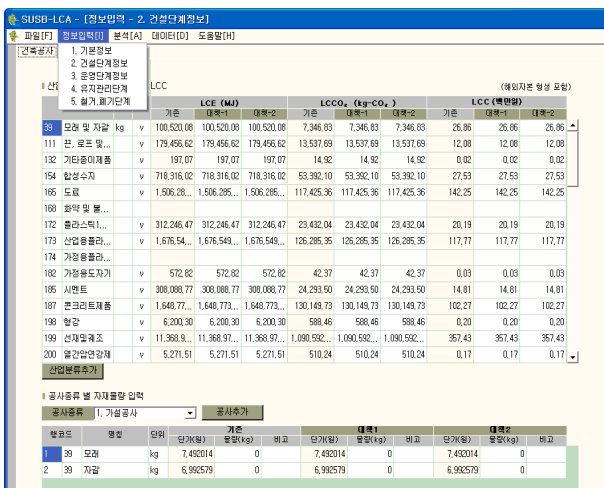 SUSB-LCA - [정보입력 - 2. 건설단계정보]
파일[F] 정보입력[I] 분석[A] 데이터[D] 도움말[H]
건축공사
1. 기본정보
2. 건설단계정보
3. 운영단계정보
4. 유지관리단계
5. 철거,폐기단계
LCC (해외자본 형성 포함)
LCE (MJ) LCCO₂ (kg-CO₂ ) LCC (백만원)
기존 대책-1 대책-2 기존 대책-1 대책-2 기존 대책-1 대책-2
39 모래 및 자갈 kg v 100,520,08 100,520,08 100,520,08 7,346,83 7,346,83 7,346,83 26,86 26,86 26,86
111 끈, 로프 및... v 179,456,62 179,456,62 179,456,62 13,537,69 13,537,69 13,537,69 12,08 12,08 12,08
132 기타종이제품 v 197,07 197,07 197,07 14,92 14,92 14,92 0,02 0,02 0,02
154 합성수지 v 718,316,02 718,316,02 718,316,02 53,392,10 53,392,10 53,392,10 27,53 27,53 27,53
165 도료 v 1,506,28... 1,506,285... 1,506,285... 117,425,36 117,425,36 117,425,36 142,25 142,25 142,25
168 화약 및 불...
172 플라스틱1... v 312,246,47 312,246,47 312,246,47 23,432,04 23,432,04 23,432,04 20,19 20,19 20,19
173 산업용플라... v 1,676,54... 1,676,549... 1,676,549... 126,285,35 126,285,35 126,285,35 117,77 117,77 117,77
174 가정용플라...
182 가정용도자기 v 572,82 572,82 572,82 42,37 42,37 42,37 0,03 0,03 0,03
185 시멘트 v 308,088,77 308,088,77 308,088,77 24,293,50 24,293,50 24,293,50 14,81 14,81 14,81
187 콘크리트제품 v 1,648,77... 1,648,773... 1,648,773... 130,149,73 130,149,73 130,149,73 102,27 102,27 102,27
198 형강 v 6,200,30 6,200,30 6,200,30 588,46 588,46 588,46 0,20 0,20 0,20
199 선재및궤조 v 11,368,9... 11,368,97... 11,368,97... 1,090,592... 1,090,592... 1,090,592... 357,43 357,43 357,43
200 열간압연강재 v 5,271,51 5,271,51 5,271,51 510,24 510,24 510,24 0,17 0,17 0,17
산업분류추가
공사종류 별 자재물량 입력
공사종류 1, 가설공사 공사추가
행코드 명칭 단위 기존 대책1 대책2
단가(원) 물량(kg) 비고 단가(원) 물량(kg) 비고 단가(원) 물량(kg) 비고
1 39 모래 kg 7,492014 0 7,492014 0 7,492014 0
2 39 자갈 kg 6,992579 0 6,992579 0 6,992579 0